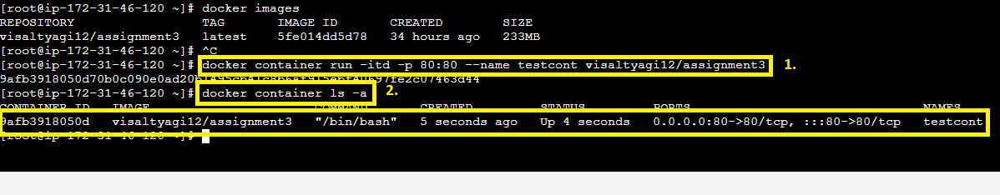 [root@ip-172-31-46-120 ~]# docker images
REPOSITORY TAG IMAGE ID CREATED SIZE
visaltyagi12/assignment3 latest 5fe014dd5d78 34 hours ago 233MB
[root@ip-172-31-46-120 ~]# ^C
[root@ip-172-31-46-120 ~]# docker container run -itd -p 80:80 --name testcont visaltyagi12/assignment3 1.
[root@ip-172-31-46-120 ~]# docker container ls -a 2.
CONTAINER ID IMAGE COMMAND CREATED STATUS PORTS NAMES
9afb3918050d visaltyagi12/assignment3 "/bin/bash" 5 seconds ago Up 4 seconds 0.0.0.0:80->80/tcp, :::80->80/tcp testcont
[root@ip-172-31-46-120 ~]#